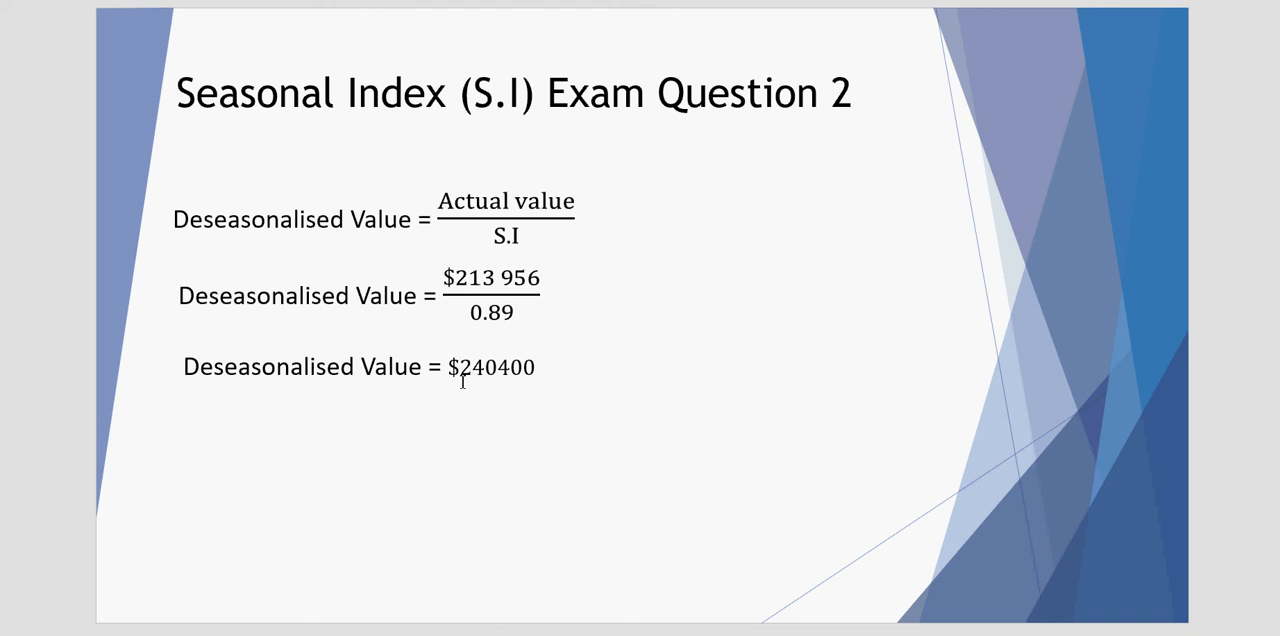 Seasonal Index (S.I) Exam Question 2
Deseasonalised Value = Actual value / S.I
Deseasonalised Value = $213 956 / 0.89
Deseasonalised Value = $240400